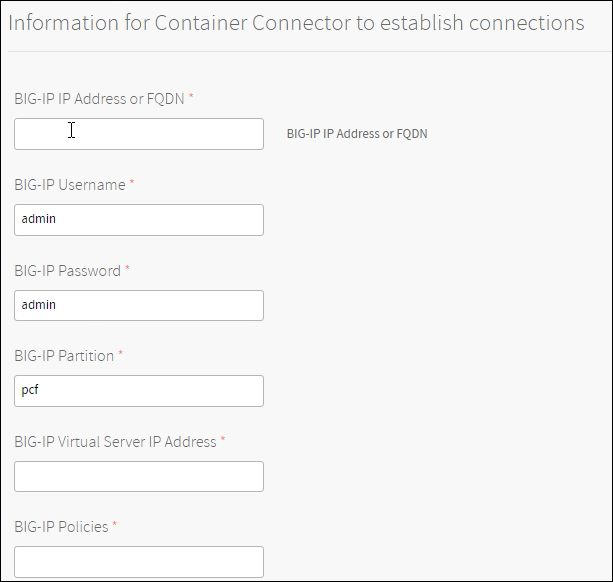 Information for Container Connector to establish connections
BIG-IP IP Address or FQDN *
BIG-IP IP Address or FQDN
BIG-IP Username *
admin
BIG-IP Password *
admin
BIG-IP Partition *
pcf
BIG-IP Virtual Server IP Address *
BIG-IP Policies *